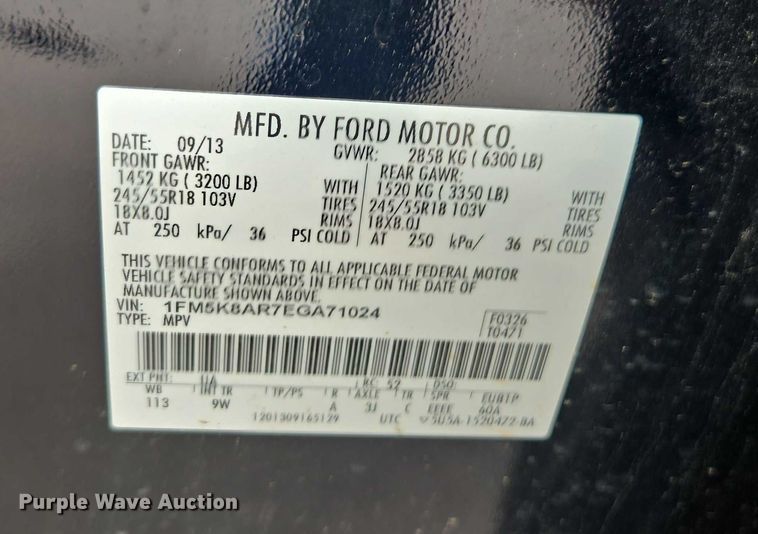 MFD. BY FORD MOTOR CO.
DATE: 09/13 GVWR: 2858 KG ( 6300 LB)
FRONT GAWR: REAR GAWR:
1452 KG ( 3200 LB) WITH 1520 KG ( 3350 LB) WITH
245/55R18 103V TIRES 245/55R18 103V TIRES
18X8.0J RIMS 18X8.0J RIMS
AT 250 kPa/ 36 PSI COLD AT 250 kPa/ 36 PSI COLD
THIS VEHICLE CONFORMS TO ALL APPLICABLE FEDERAL MOTOR
VEHICLE SAFETY STANDARDS IN EFFECT ON THE DATE OF
MANUFACTURE SHOWN ABOVE.
VIN: 1FM5K8AR7EGA71024 F0326
TYPE: MPV T0471
EXT PNT: UA RC: 52 DSO:
WB INT TR TP/PS R AXLE TR SPR EUBTP
113 9W A 3J C EEEE 60A
1201309165129 UTC
Purple Wave Auction